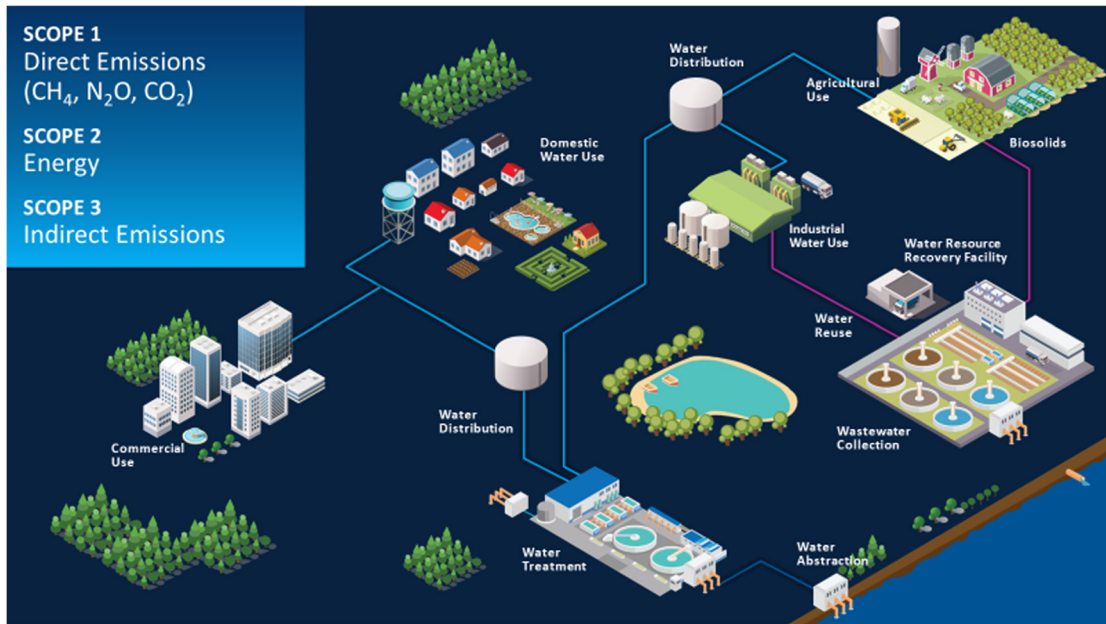 SCOPE 1
Direct Emissions
(CH₄, N₂O, CO₂)
SCOPE 2
Energy
SCOPE 3
Indirect Emissions
Water
Distribution
Agricultural
Use
Biosolids
Domestic
Water Use
Industrial
Water Use
Water Resource
Recovery Facility
Water
Reuse
Wastewater
Collection
Commercial
Use
Water
Distribution
Water
Treatment
Water
Abstraction